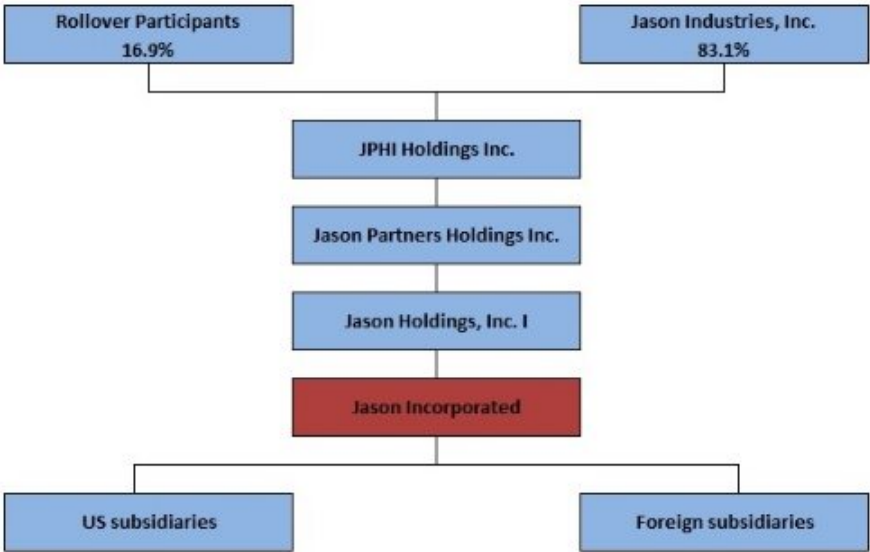 Rollover Participants
16.9%
Jason Industries, Inc.
83.1%
JPHI Holdings Inc.
Jason Partners Holdings Inc.
Jason Holdings, Inc. I
Jason Incorporated
US subsidiaries
Foreign subsidiaries